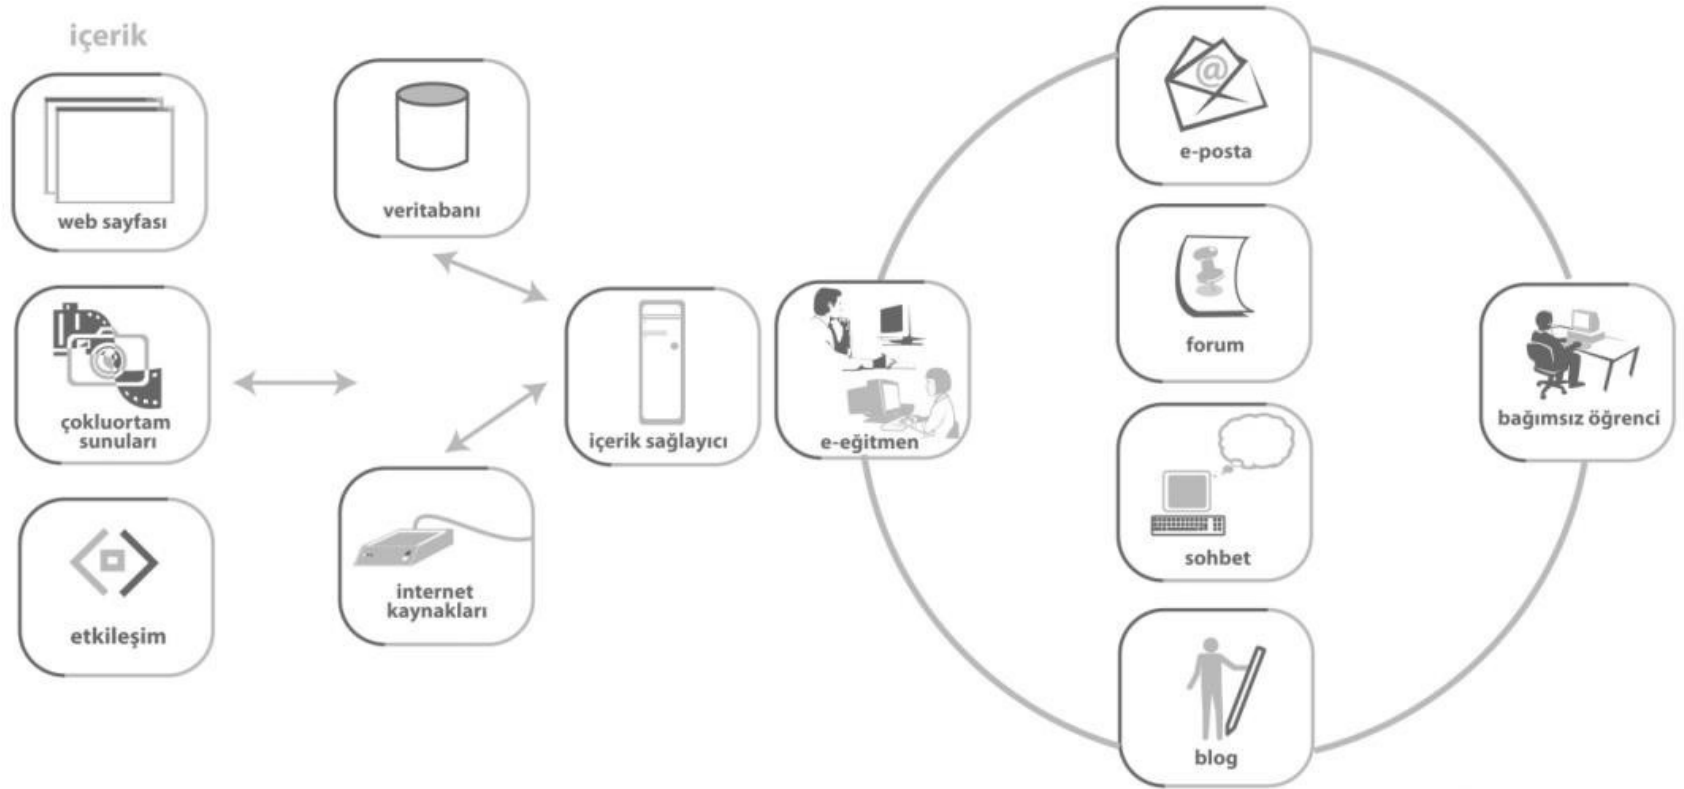 içerik
web sayfası
çokluortam
sunuları
etkileşim
veritabanı
internet
kaynakları
içerik sağlayıcı
e-eğitmen
@
e-posta
forum
sohbet
blog
bağımsız öğrenci